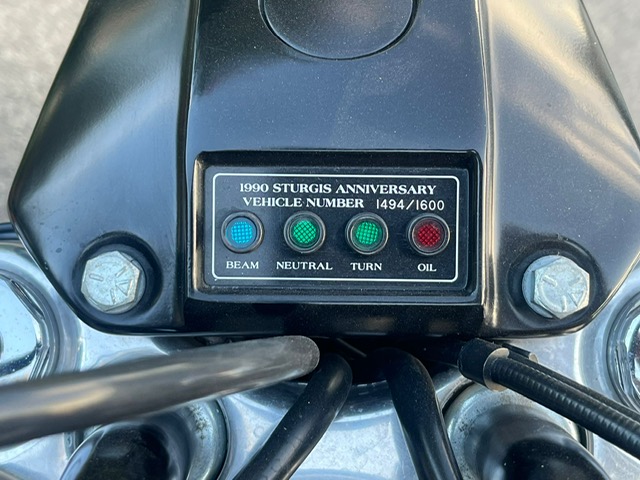 1990 STURGIS ANNIVERSARY
VEHICLE NUMBER 1494/1600
BEAM NEUTRAL TURN OIL